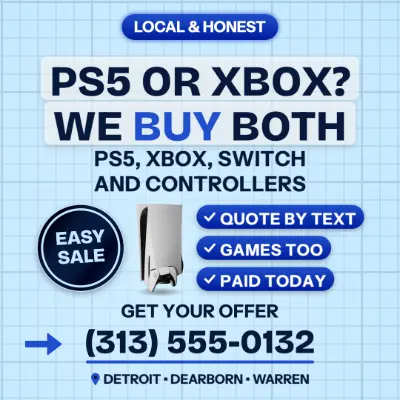 LOCAL & HONEST
PS5 OR XBOX?
WE BUY BOTH
PS5, XBOX, SWITCH
AND CONTROLLERS
EASY
SALE
QUOTE BY TEXT
GAMES TOO
PAID TODAY
GET YOUR OFFER
(313) 555-0132
DETROIT • DEARBORN • WARREN